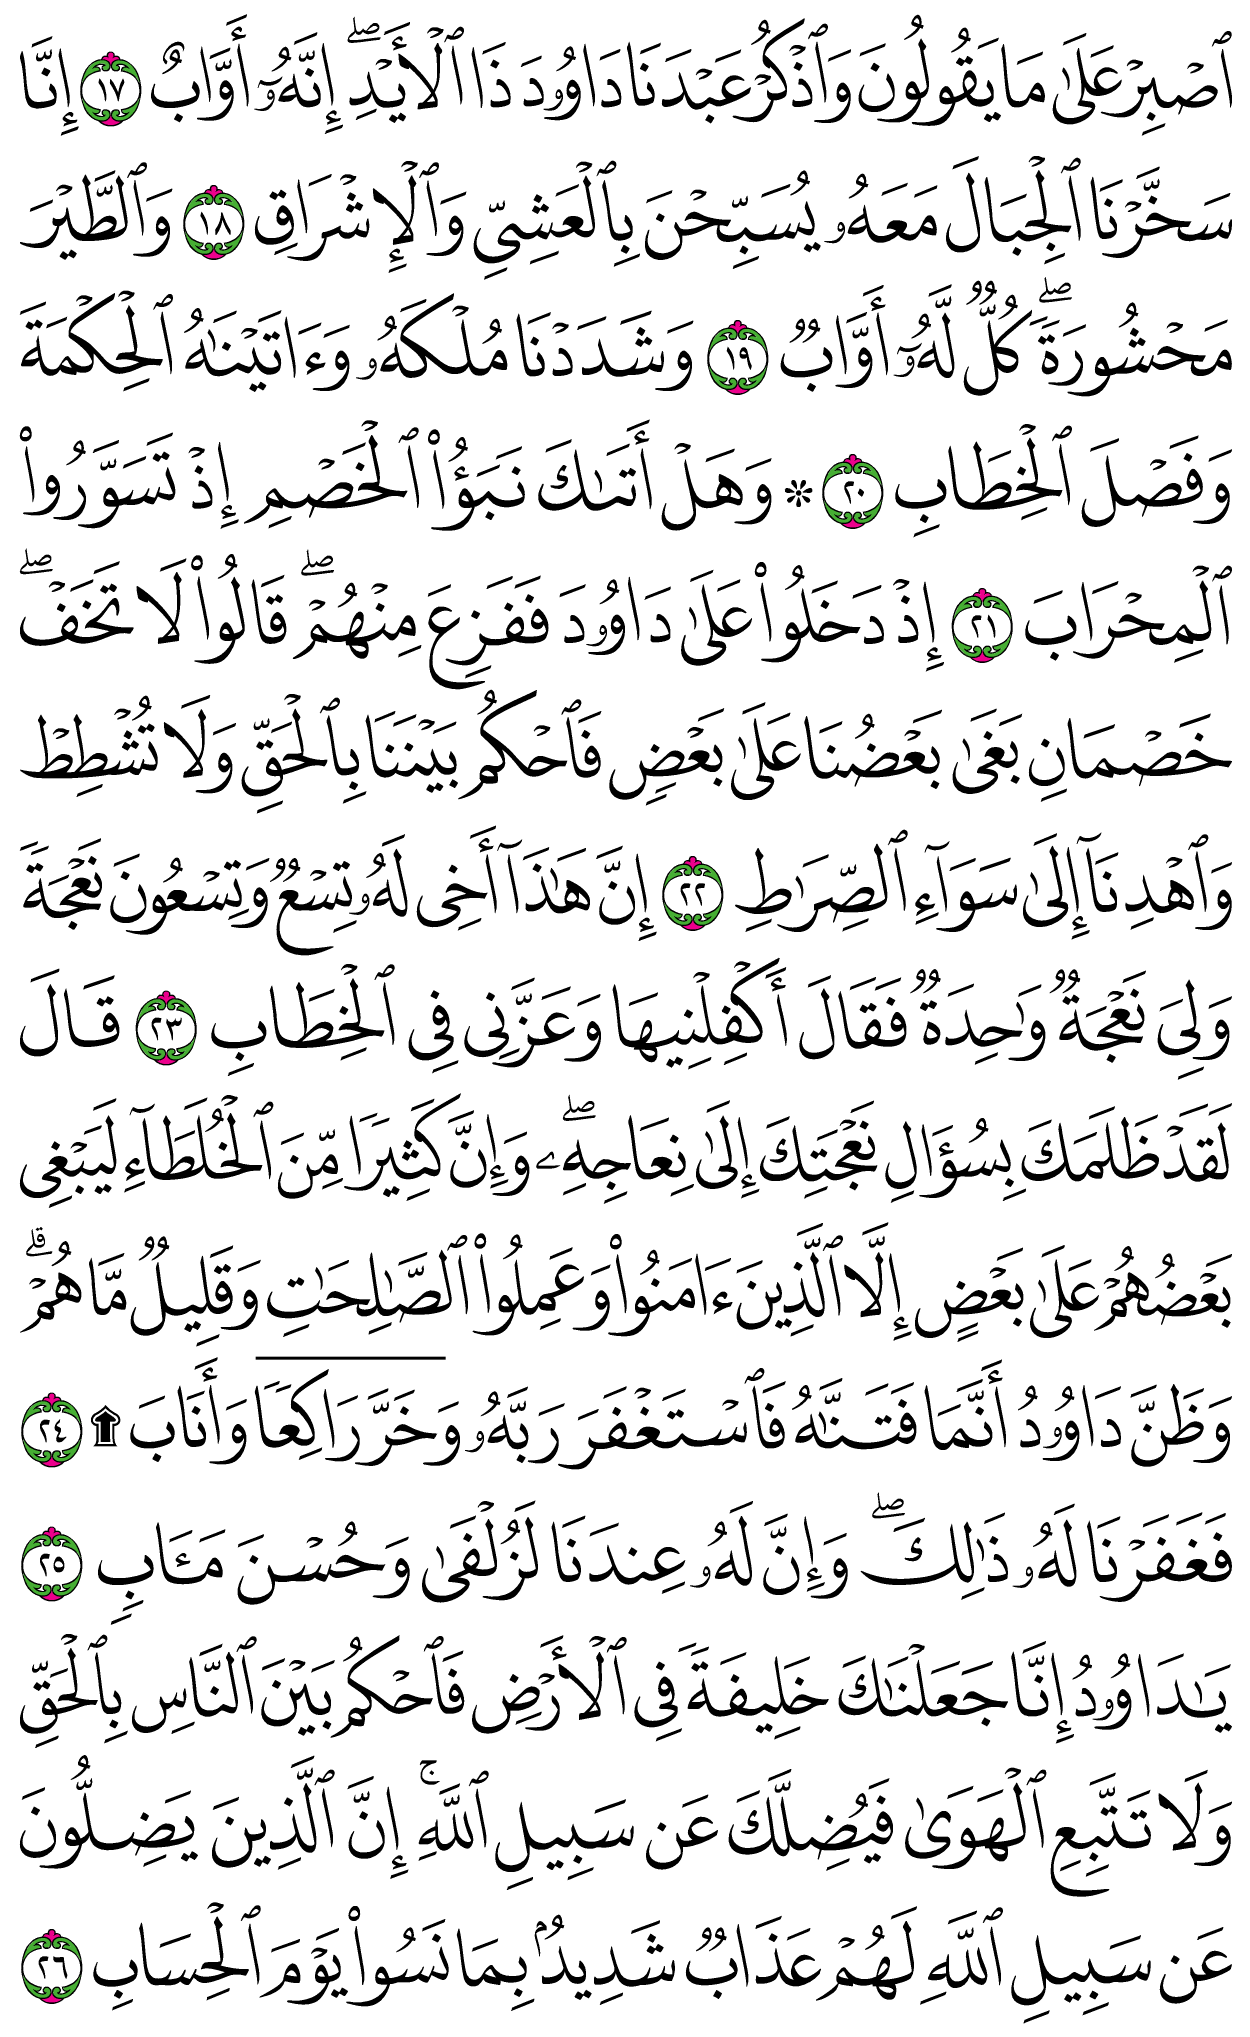 ٱصۡبِرۡ عَلَىٰ مَا يَقُولُونَ وَٱذۡكُرۡ عَبۡدَنَا دَاوُۥدَ ذَا ٱلۡأَيۡدِۖ إِنَّهُۥٓ أَوَّابٌ ١٧ إِنَّا
سَخَّرۡنَا ٱلۡجِبَالَ مَعَهُۥ يُسَبِّحۡنَ بِٱلۡعَشِيِّ وَٱلۡإِشۡرَاقِ ١٨ وَٱلطَّيۡرَ
مَحۡشُورَةٗۖ كُلّٞ لَّهُۥٓ أَوَّابٞ ١٩ وَشَدَدۡنَا مُلۡكَهُۥ وَءَاتَيۡنَٰهُ ٱلۡحِكۡمَةَ
وَفَصۡلَ ٱلۡخِطَابِ ٢٠ ۞ وَهَلۡ أَتَىٰكَ نَبَؤُاْ ٱلۡخَصۡمِ إِذۡ تَسَوَّرُواْ
ٱلۡمِحۡرَابَ ٢١ إِذۡ دَخَلُواْ عَلَىٰ دَاوُۥدَ فَفَزِعَ مِنۡهُمۡۖ قَالُواْ لَا تَخَفۡۖ
خَصۡمَانِ بَغَىٰ بَعۡضُنَا عَلَىٰ بَعۡضٖ فَٱحۡكُم بَيۡنَنَا بِٱلۡحَقِّ وَلَا تُشۡطِطۡ
وَٱهۡدِنَآ إِلَىٰ سَوَآءِ ٱلصِّرَٰطِ ٢٢ إِنَّ هَٰذَآ أَخِي لَهُۥ تِسۡعٞ وَتِسۡعُونَ نَعۡجَةٗ
وَلِيَ نَعۡجَةٞ وَٰحِدَةٞ فَقَالَ أَكۡفِلۡنِيهَا وَعَزَّنِي فِي ٱلۡخِطَابِ ٢٣ قَالَ
لَقَدۡ ظَلَمَكَ بِسُؤَالِ نَعۡجَتِكَ إِلَىٰ نِعَاجِهِۦۖ وَإِنَّ كَثِيرٗا مِّنَ ٱلۡخُلَطَآءِ لَيَبۡغِي
بَعۡضُهُمۡ عَلَىٰ بَعۡضٍ إِلَّا ٱلَّذِينَ ءَامَنُواْ وَعَمِلُواْ ٱلصَّٰلِحَٰتِ وَقَلِيلٞ مَّا هُمۡۗ
وَظَنَّ دَاوُۥدُ أَنَّمَا فَتَنَّٰهُ فَٱسۡتَغۡفَرَ رَبَّهُۥ وَخَرَّۤ رَاكِعٗاۤ وَأَنَابَ ۩ ٢٤
فَغَفَرۡنَا لَهُۥ ذَٰلِكَۖ وَإِنَّ لَهُۥ عِندَنَا لَزُلۡفَىٰ وَحُسۡنَ مَـَٔابٖ ٢٥
يَٰدَاوُۥدُ إِنَّا جَعَلۡنَٰكَ خَلِيفَةٗ فِي ٱلۡأَرۡضِ فَٱحۡكُم بَيۡنَ ٱلنَّاسِ بِٱلۡحَقِّ
وَلَا تَتَّبِعِ ٱلۡهَوَىٰ فَيُضِلَّكَ عَن سَبِيلِ ٱللَّهِۚ إِنَّ ٱلَّذِينَ يَضِلُّونَ
عَن سَبِيلِ ٱللَّهِ لَهُمۡ عَذَابٞ شَدِيدُۢ بِمَا نَسُواْ يَوۡمَ ٱلۡحِسَابِ ٢٦